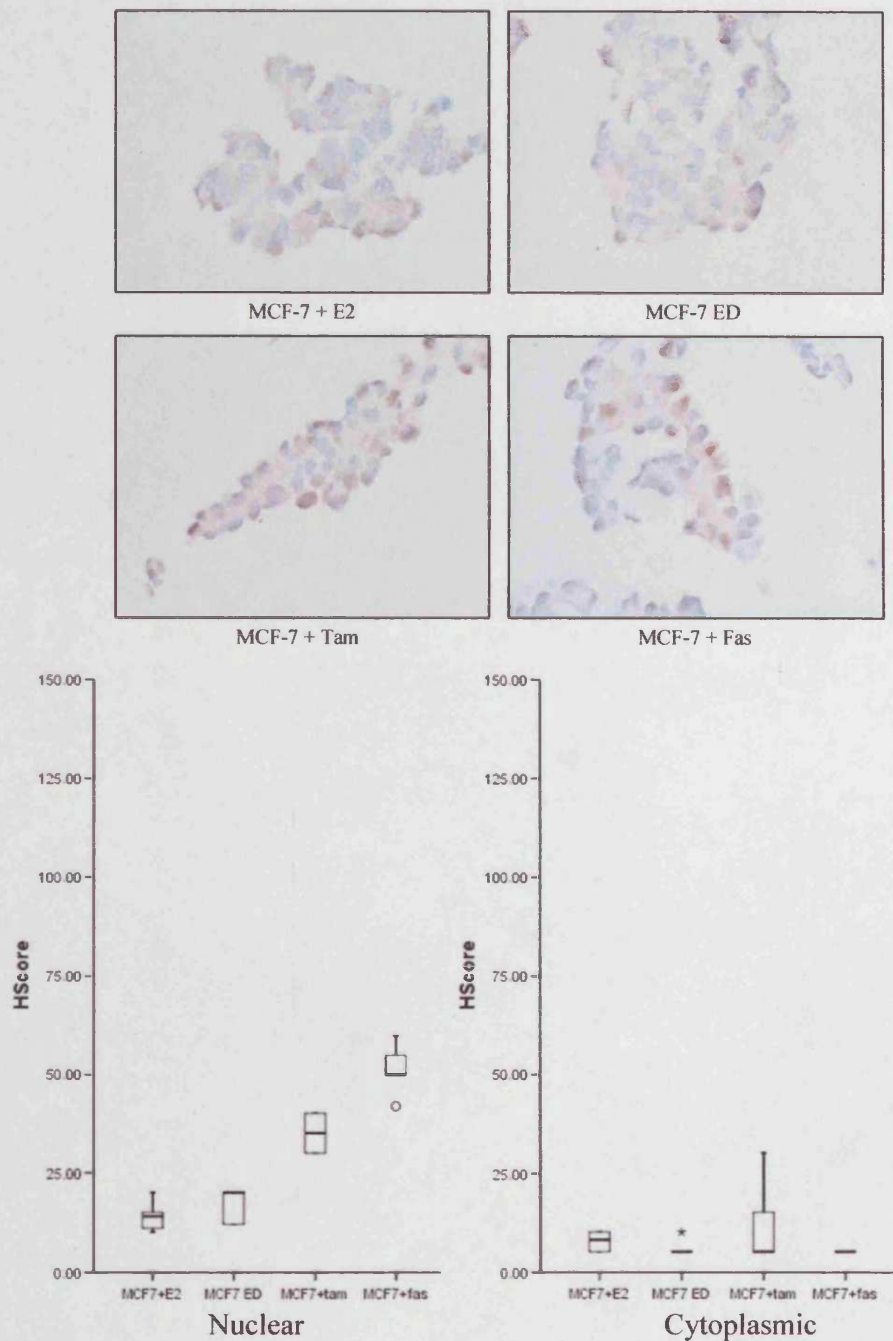 MCF-7 + E2
MCF-7 ED
MCF-7 + Tam
MCF-7 + Fas
150.00
125.00
100.00
75.00
50.00
25.00
0.00
HScore
MCF7+E2 MCF7 ED MCF7+tam MCF7+fas
Nuclear
150.00
125.00
100.00
75.00
50.00
25.00
0.00
HScore
MCF7+E2 MCF7 ED MCF7+tam MCF7+fas
Cytoplasmic